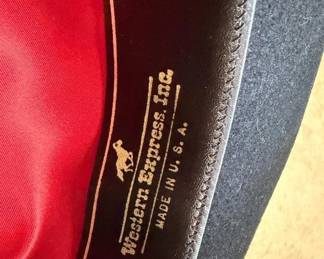 Western Express, Inc.
MADE IN U. S. A.